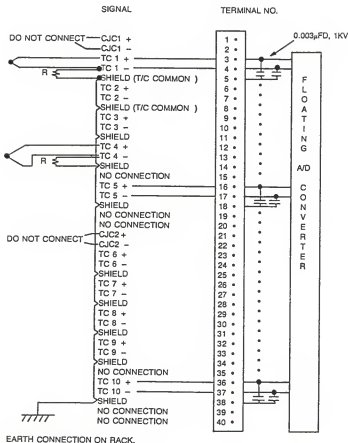 SIGNAL TERMINAL NO.
0.003µFD, 1KV
DO NOT CONNECT CJC1 + 1
CJC1 − 2
TC 1 + 3
TC 1 − 4
R SHIELD (T/C COMMON ) 5
TC 2 + 6
TC 2 − 7
SHIELD (T/C COMMON ) 8
TC 3 + 9
TC 3 − 10
SHIELD 11
TC 4 + 12
TC 4 − 13
R SHIELD 14
NO CONNECTION 15
TC 5 + 16
TC 5 − 17
SHIELD 18
NO CONNECTION 19
NO CONNECTION 20
DO NOT CONNECT CJC2 + 21
CJC2 − 22
TC 6 + 23
TC 6 − 24
SHIELD 25
TC 7 + 26
TC 7 − 27
SHIELD 28
TC 8 + 29
TC 8 − 30
SHIELD 31
TC 9 + 32
TC 9 − 33
SHIELD 34
NO CONNECTION 35
TC 10 + 36
TC 10 − 37
SHIELD 38
NO CONNECTION 39
NO CONNECTION 40
FLOATING A/D CONVERTER
EARTH CONNECTION ON RACK.